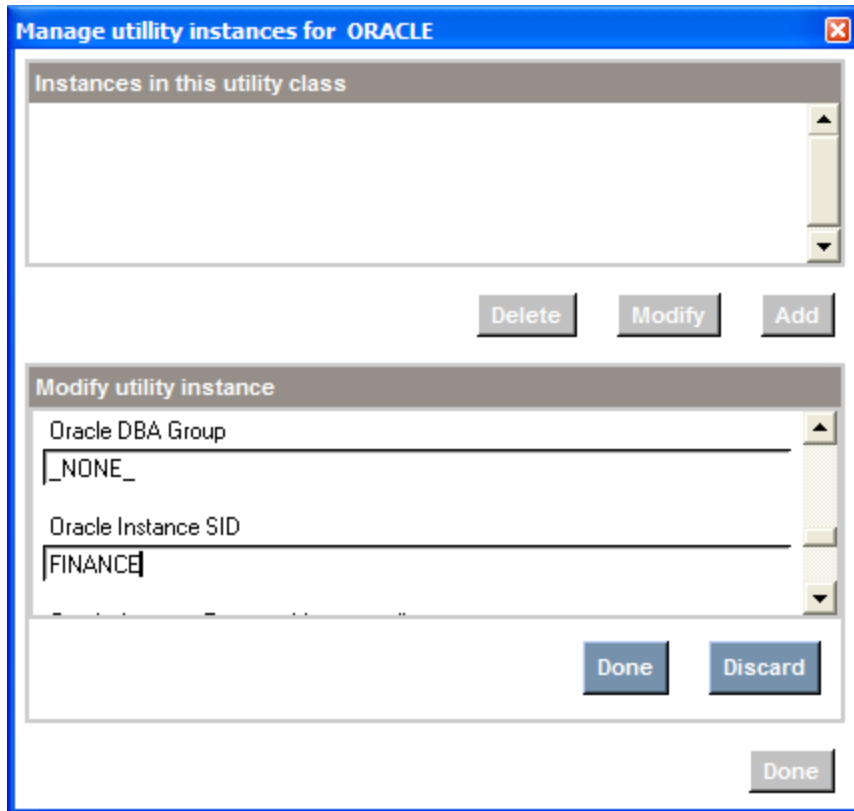 Manage utillity instances for ORACLE
Instances in this utility class
Delete Modify Add
Modify utility instance
Oracle DBA Group
_NONE_
Oracle Instance SID
FINANCE
Done Discard
Done